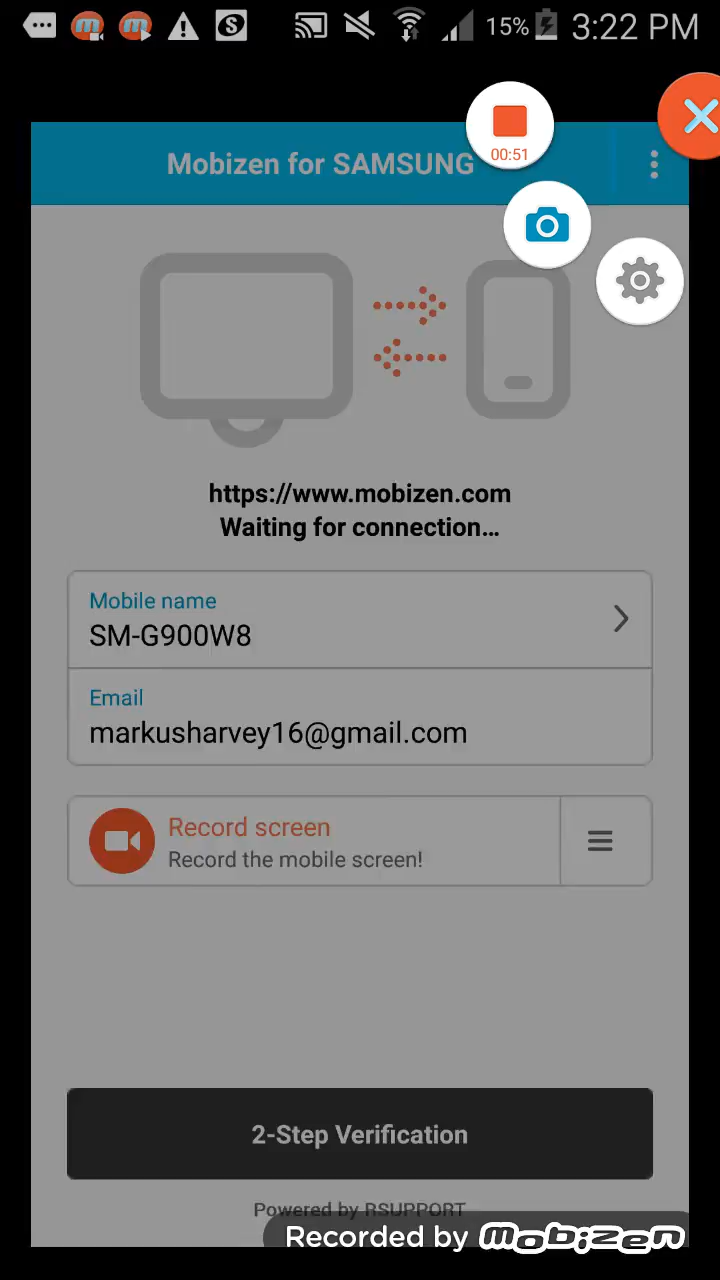 15% 3:22 PM
00:51
Mobizen for SAMSUNG
https://www.mobizen.com
Waiting for connection...
Mobile name
SM-G900W8
Email
markusharvey16@gmail.com
Record screen
Record the mobile screen!
2-Step Verification
Powered by RSUPPORT
Recorded by mobizen